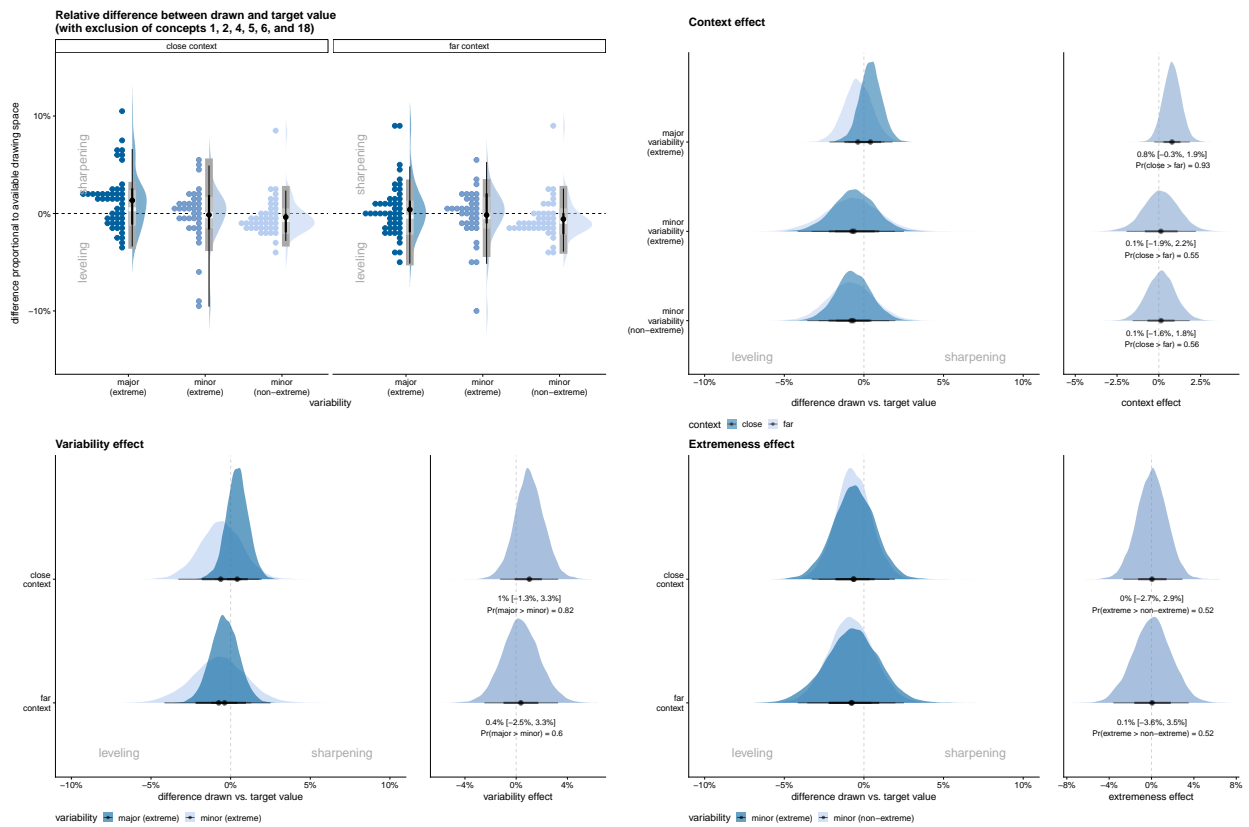 Relative difference between drawn and target value
(with exclusion of concepts 1, 2, 4, 5, 6, and 18)
close context
far context
difference proportional to available drawing space
10%
0%
−10%
sharpening
leveling
sharpening
leveling
major
(extreme)
minor
(extreme)
minor
(non−extreme)
major
(extreme)
minor
(extreme)
minor
(non−extreme)
variability
Context effect
major
variability
(extreme)
minor
variability
(extreme)
minor
variability
(non−extreme)
0.8% [−0.3%, 1.9%]
Pr(close > far) = 0.93
0.1% [−1.9%, 2.2%]
Pr(close > far) = 0.55
0.1% [−1.6%, 1.8%]
Pr(close > far) = 0.56
leveling
sharpening
−10%
−5%
0%
5%
10%
difference drawn vs. target value
−5%
−2.5%
0%
2.5%
context effect
context
close
far
Variability effect
close
context
far
context
1% [−1.3%, 3.3%]
Pr(major > minor) = 0.82
0.4% [−2.5%, 3.3%]
Pr(major > minor) = 0.6
leveling
sharpening
−10%
−5%
0%
5%
10%
difference drawn vs. target value
−4%
0%
4%
variability effect
variability
major (extreme)
minor (extreme)
Extremeness effect
close
context
far
context
0% [−2.7%, 2.9%]
Pr(extreme > non−extreme) = 0.52
0.1% [−3.6%, 3.5%]
Pr(extreme > non−extreme) = 0.52
leveling
sharpening
−10%
−5%
0%
5%
10%
difference drawn vs. target value
−8%
−4%
0%
4%
8%
extremeness effect
variability
minor (extreme)
minor (non−extreme)